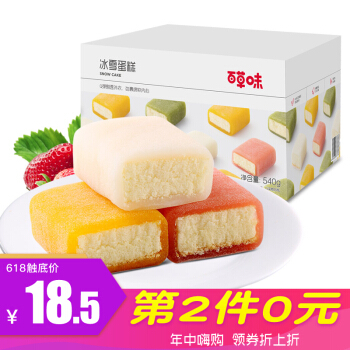 冰雪蛋糕
SNOW CAKE
百草味
净含量：540g
618触底价
¥18.5
第2件0元
年中嗨购 领券折上折